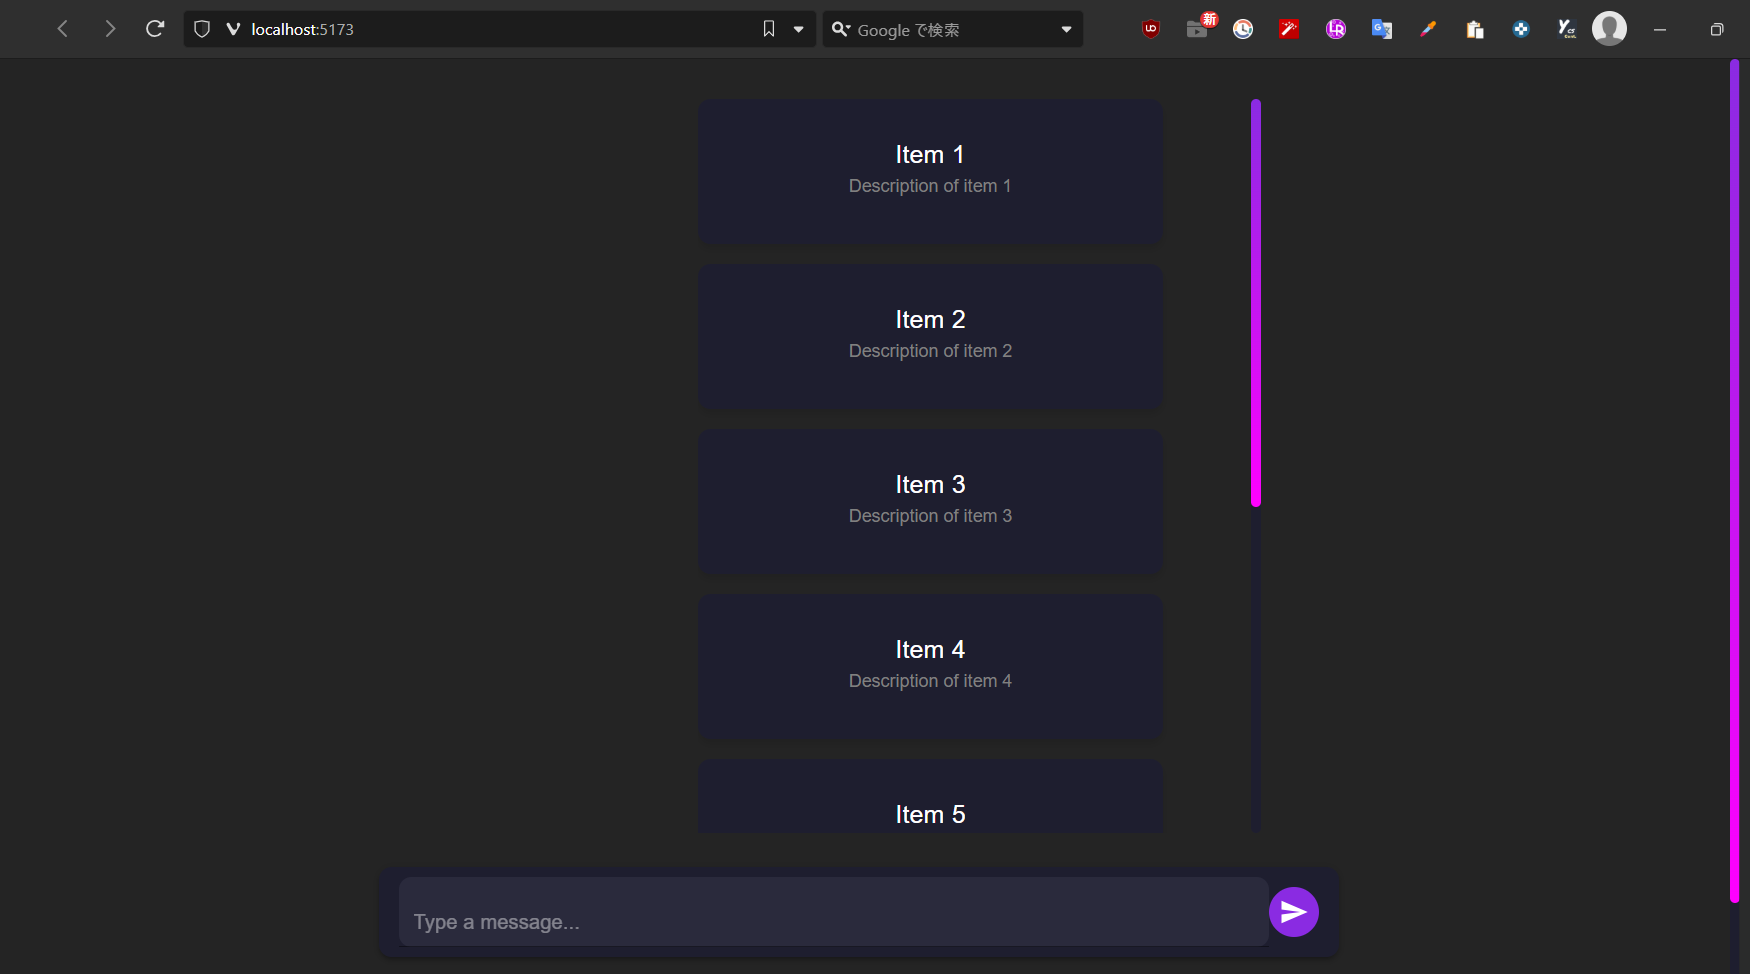 localhost:5173
Google で検索
新
Item 1
Description of item 1
Item 2
Description of item 2
Item 3
Description of item 3
Item 4
Description of item 4
Item 5
Type a message...